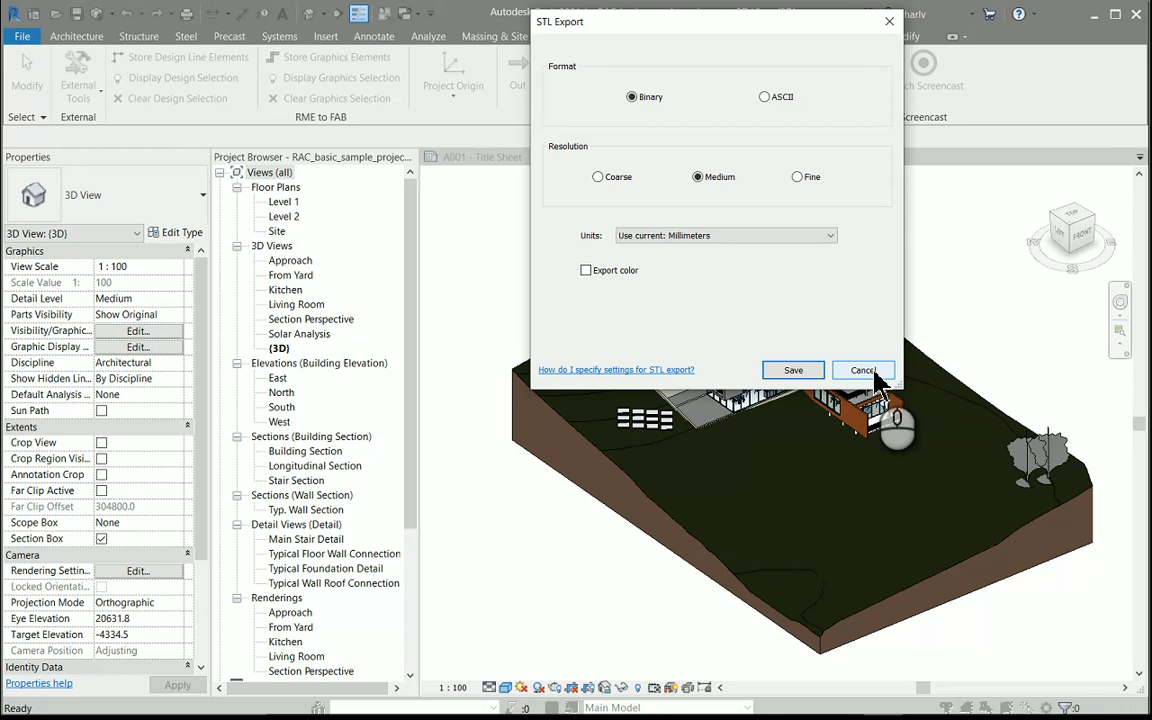 Autodesk
STL Export
harlv
File Architecture Structure Steel Precast Systems Insert Annotate Analyze Massing & Site
Store Design Line Elements
Store Graphics Elements
Modify
External Tools
Display Design Selection
Display Graphics Selection
Project Origin
Out
Clear Design Selection
Clear Graphics Selection
Select
External
RME to FAB
Properties
Project Browser - RAC_basic_sample_projec...
A001 - Title Sheet
3D View
3D View: {3D}
Edit Type
Graphics
View Scale 1 : 100
Scale Value 1: 100
Detail Level Medium
Parts Visibility Show Original
Visibility/Graphic... Edit...
Graphic Display ... Edit...
Discipline Architectural
Show Hidden Lin... By Discipline
Default Analysis ... None
Sun Path
Extents
Crop View
Crop Region Visi...
Annotation Crop
Far Clip Active
Far Clip Offset 304800.0
Scope Box None
Section Box
Camera
Rendering Settin... Edit...
Locked Orientati...
Projection Mode Orthographic
Eye Elevation 20631.8
Target Elevation -4334.5
Camera Position Adjusting
Identity Data
Properties help
Apply
Views (all)
Floor Plans
Level 1
Level 2
Site
3D Views
Approach
From Yard
Kitchen
Living Room
Section Perspective
Solar Analysis
{3D}
Elevations (Building Elevation)
East
North
South
West
Sections (Building Section)
Building Section
Longitudinal Section
Stair Section
Sections (Wall Section)
Typ. Wall Section
Detail Views (Detail)
Main Stair Detail
Typical Floor Wall Connection
Typical Foundation Detail
Typical Wall Roof Connection
Renderings
Approach
From Yard
Kitchen
Living Room
Section Perspective
Format
Binary
ASCII
Resolution
Coarse
Medium
Fine
Units: Use current: Millimeters
Export color
How do I specify settings for STL export?
Save
Cancel
dify
ch Screencast
creencast
TOP
LEFT
FRONT
W
S
1 : 100
Ready
:0
Main Model
:0